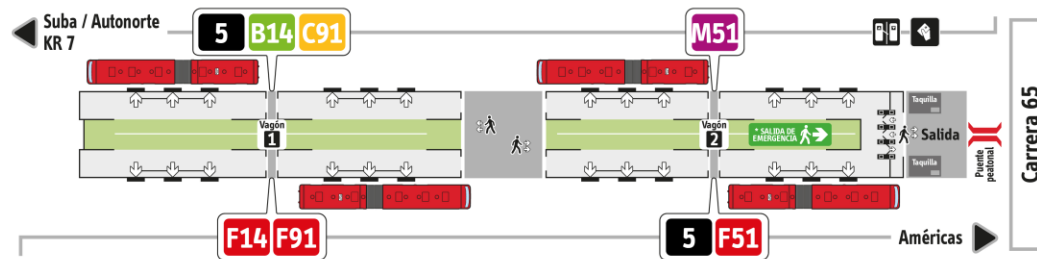 Suba / Autonorte
KR 7
5 B14 C91
M51
Vagón
1
Vagón
2
* SALIDA DE
EMERGENCIA
Taquilla
Salida
Taquilla
Puente
peatonal
Carrera 65
F14 F91
5 F51
Américas